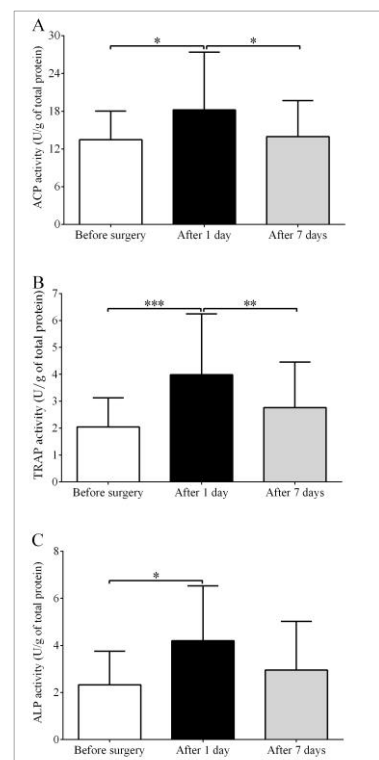 A
ACP activity (U/g of total protein)
30
24
18
12
6
0
*
*
Before surgery
After 1 day
After 7 days
B
TRAP activity (U/g of total protein)
7
6
5
4
3
2
1
0
***
**
Before surgery
After 1 day
After 7 days
C
ALP activity (U/g of total protein)
8
6
4
2
0
*
Before surgery
After 1 day
After 7 days